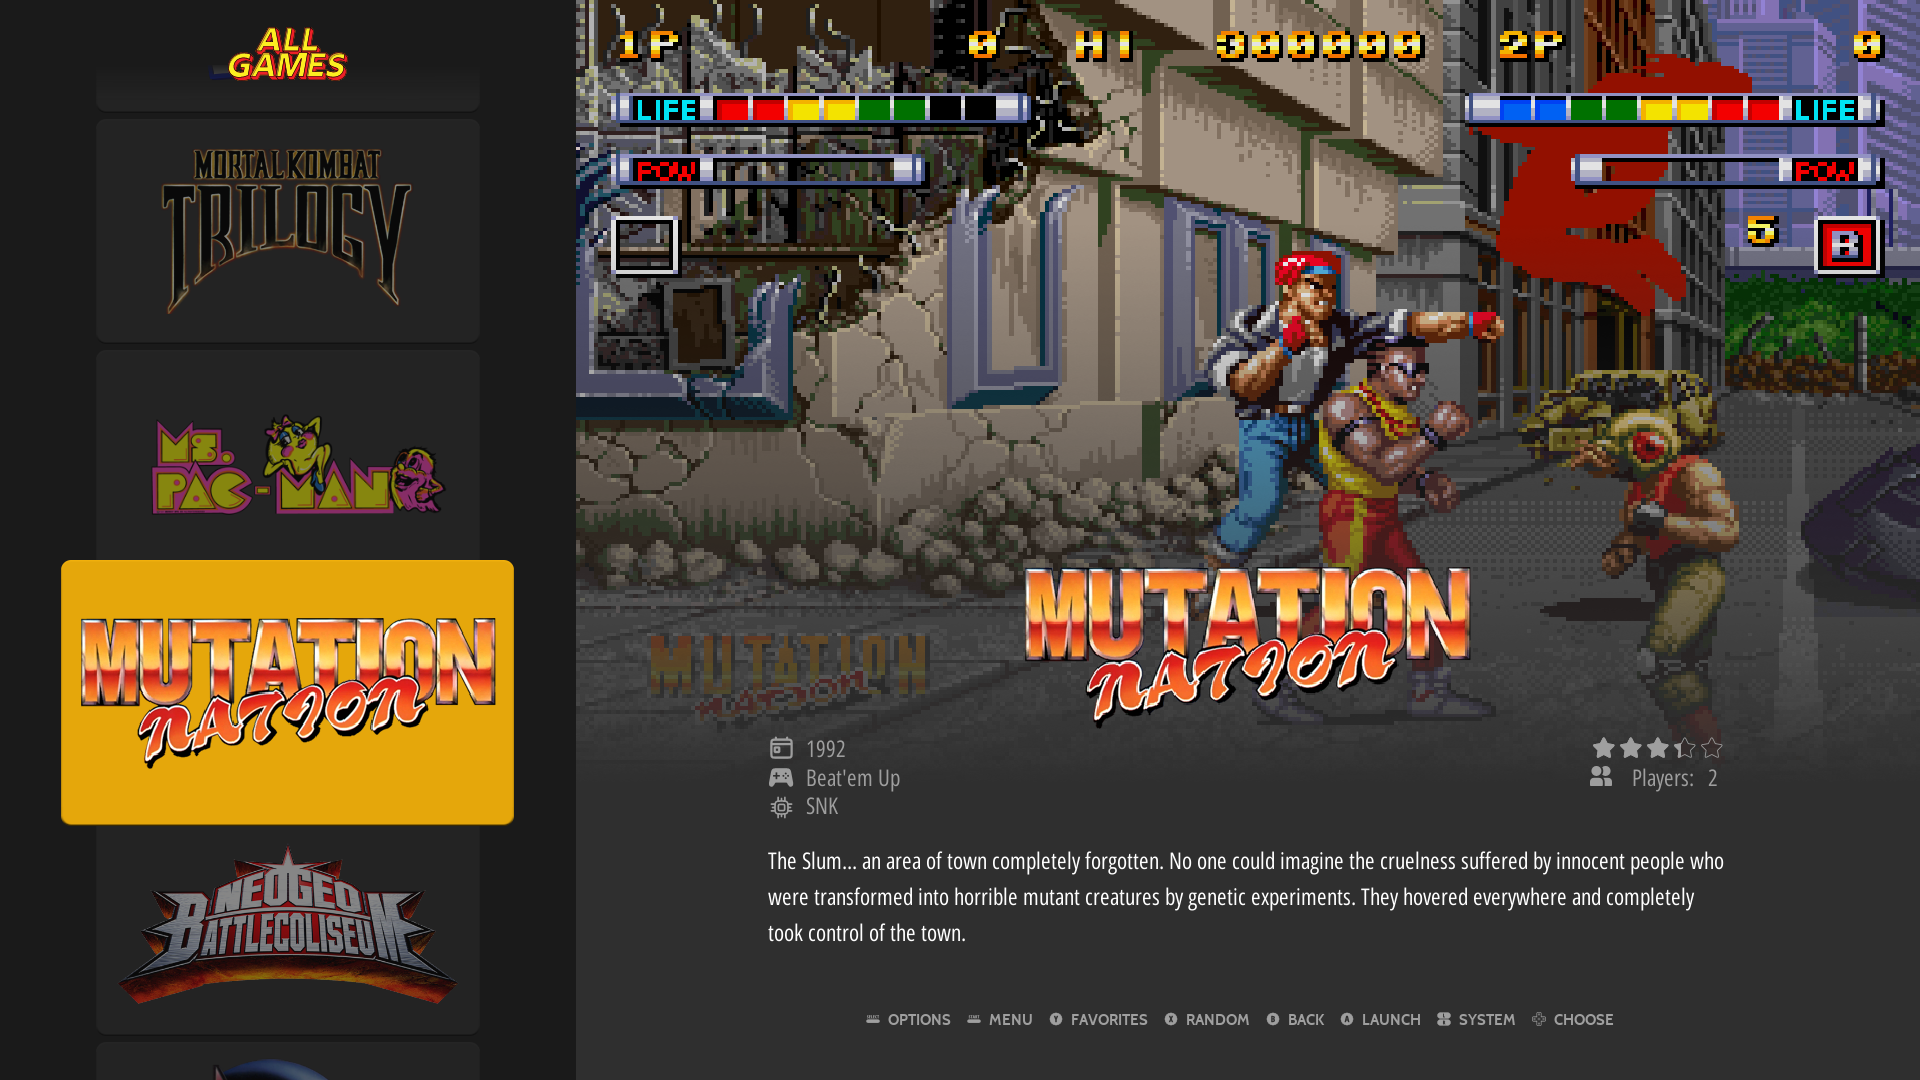 ALL
GAMES
MORTAL KOMBAT
TRILOGY
MS.
PAC-MAN
MUTATION
NATION
NEOGEO
BATTLECOLISEUM
1P 0 HI 300000 2P 0
LIFE LIFE
POW POW
5 R
MUTATION
NATION
MUTATION
NATION
1992
Beat'em Up
SNK
Players: 2
The Slum... an area of town completely forgotten. No one could imagine the cruelness suffered by innocent people who
were transformed into horrible mutant creatures by genetic experiments. They hovered everywhere and completely
took control of the town.
OPTIONS MENU Y FAVORITES X RANDOM B BACK A LAUNCH SYSTEM CHOOSE